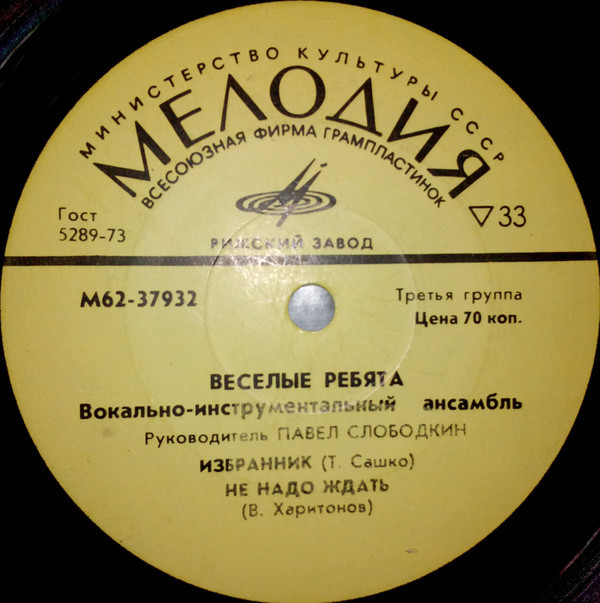 МИНИСТЕРСТВО КУЛЬТУРЫ СССР
МЕЛОДИЯ
ВСЕСОЮЗНАЯ ФИРМА ГРАМПЛАСТИНОК
Гост
5289-73
▽33
РИЖСКИЙ ЗАВОД
М62-37932
Третья группа
Цена 70 коп.
ВЕСЕЛЫЕ РЕБЯТА
Вокально-инструментальный ансамбль
Руководитель ПАВЕЛ СЛОБОДКИН
ИЗБРАННИК (Т. Сашко)
НЕ НАДО ЖДАТЬ
(В. Харитонов)